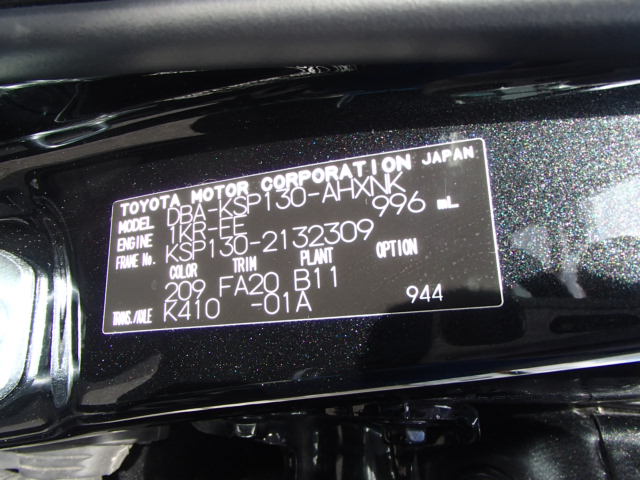 TOYOTA MOTOR CORPORATION JAPAN
MODEL DBA-KSP130-AHXNK
ENGINE 1KR-FE 996 mL
FRAME No. KSP130-2132309
COLOR TRIM PLANT OPTION
209 FA20 B11
TRANS./AXLE K410 -01A 944